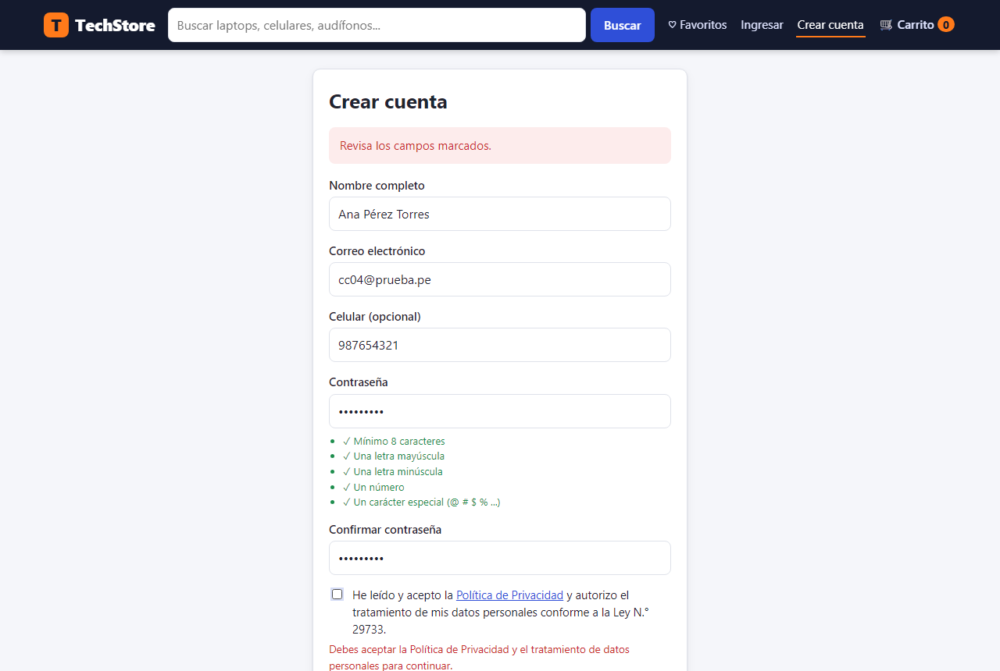 T TechStore
Buscar laptops, celulares, audífonos...
Buscar
♡ Favoritos
Ingresar
Crear cuenta
🛒 Carrito 0
Crear cuenta
Revisa los campos marcados.
Nombre completo
Ana Pérez Torres
Correo electrónico
cc04@prueba.pe
Celular (opcional)
987654321
Contraseña
•••••••••
• ✓ Mínimo 8 caracteres
• ✓ Una letra mayúscula
• ✓ Una letra minúscula
• ✓ Un número
• ✓ Un carácter especial (@ # $ % ...)
Confirmar contraseña
•••••••••
He leído y acepto la Política de Privacidad y autorizo el
tratamiento de mis datos personales conforme a la Ley N.°
29733.
Debes aceptar la Política de Privacidad y el tratamiento de datos
personales para continuar.